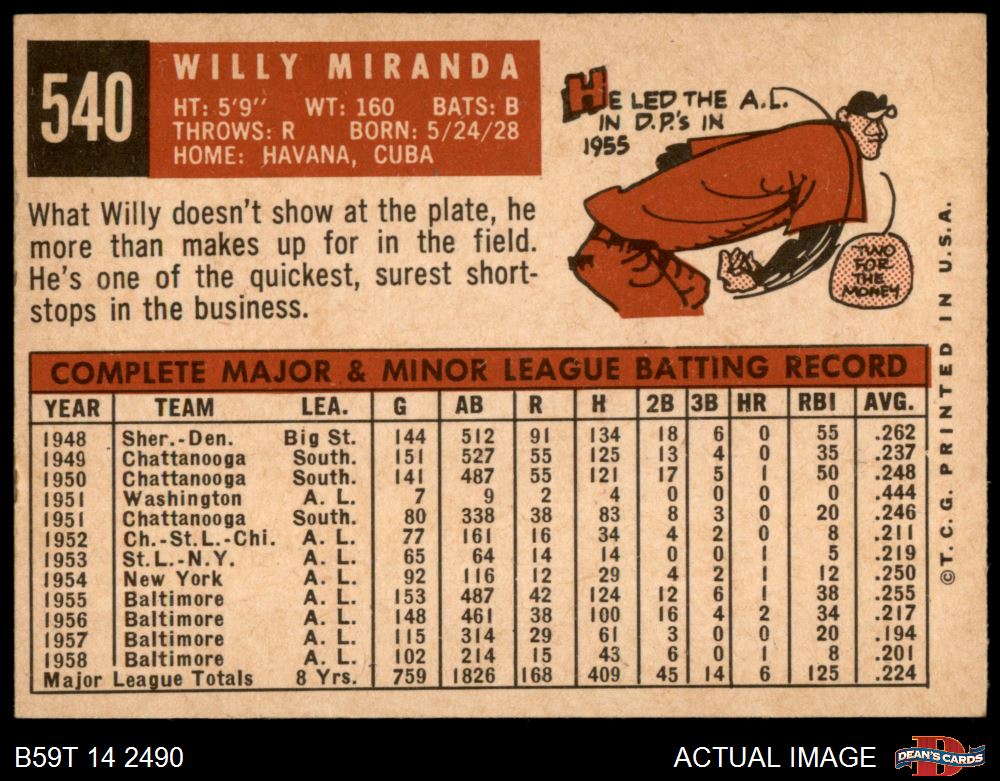 540
WILLY MIRANDA
HT: 5'9" WT: 160 BATS: B
THROWS: R BORN: 5/24/28
HOME: HAVANA, CUBA
What Willy doesn't show at the plate, he
more than makes up for in the field.
He's one of the quickest, surest short-
stops in the business.
HE LED THE A.L.
IN D.P.'s IN
1955
TWO
FOR
THE
MONEY
COMPLETE MAJOR & MINOR LEAGUE BATTING RECORD
YEAR TEAM LEA. G AB R H 2B 3B HR RBI AVG.
1948 Sher.-Den. Big St. 144 512 91 134 18 6 0 55 .262
1949 Chattanooga South. 151 527 55 125 13 4 0 35 .237
1950 Chattanooga South. 141 487 55 121 17 5 1 50 .248
1951 Washington A. L. 7 9 2 4 0 0 0 0 .444
1951 Chattanooga South. 80 338 38 83 8 3 0 20 .246
1952 Ch.-St.L.-Chi. A. L. 77 161 16 34 4 2 0 8 .211
1953 St.L.-N.Y. A. L. 65 64 14 14 0 0 1 5 .219
1954 New York A. L. 92 116 12 29 4 2 1 12 .250
1955 Baltimore A. L. 153 487 42 124 12 6 1 38 .255
1956 Baltimore A. L. 148 461 38 100 16 4 2 34 .217
1957 Baltimore A. L. 115 314 29 61 3 0 0 20 .194
1958 Baltimore A. L. 102 214 15 43 6 0 1 8 .201
Major League Totals 8 Yrs. 759 1826 168 409 45 14 6 125 .224
©T. C. G. PRINTED IN U.S.A.
B59T 14 2490
ACTUAL IMAGE
D
DEAN'S CARDS